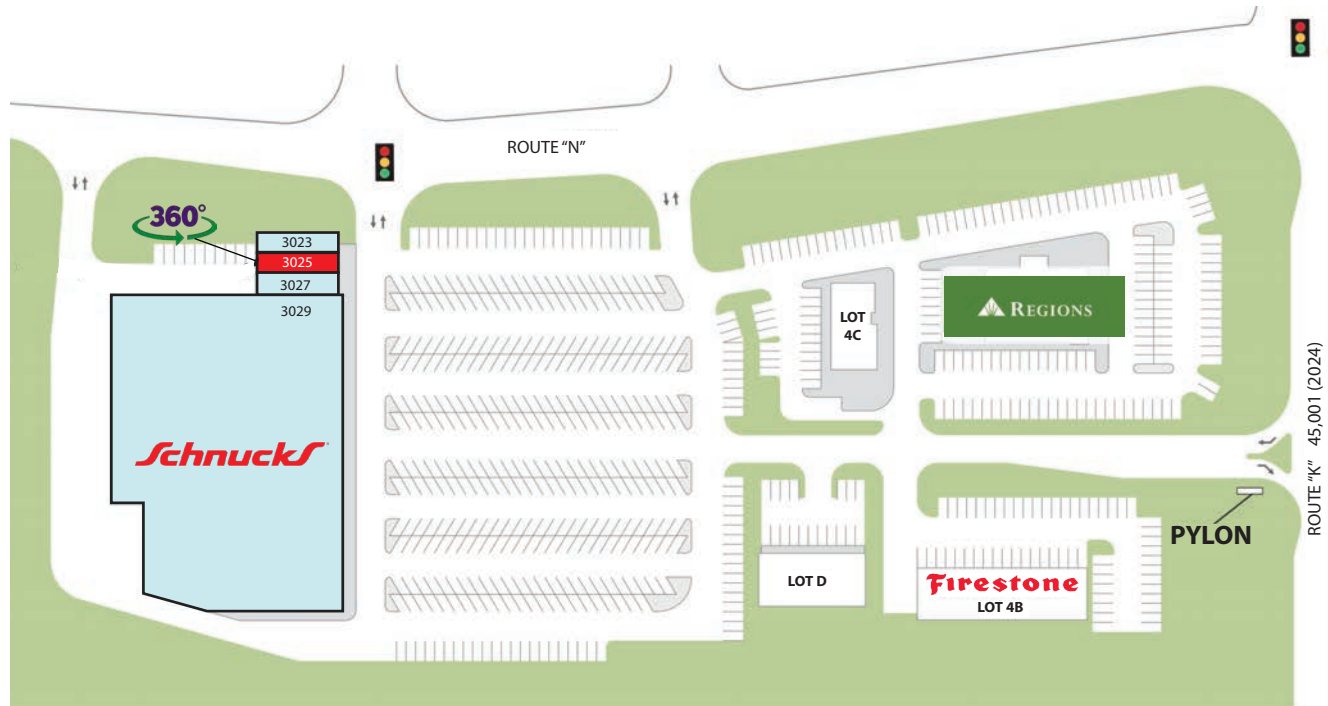 ROUTE “N”
360°
3023
3025
3027
3029
Schnucks
LOT
4C
REGIONS
ROUTE “K” 45,001 (2024)
PYLON
LOT D
Firestone
LOT 4B